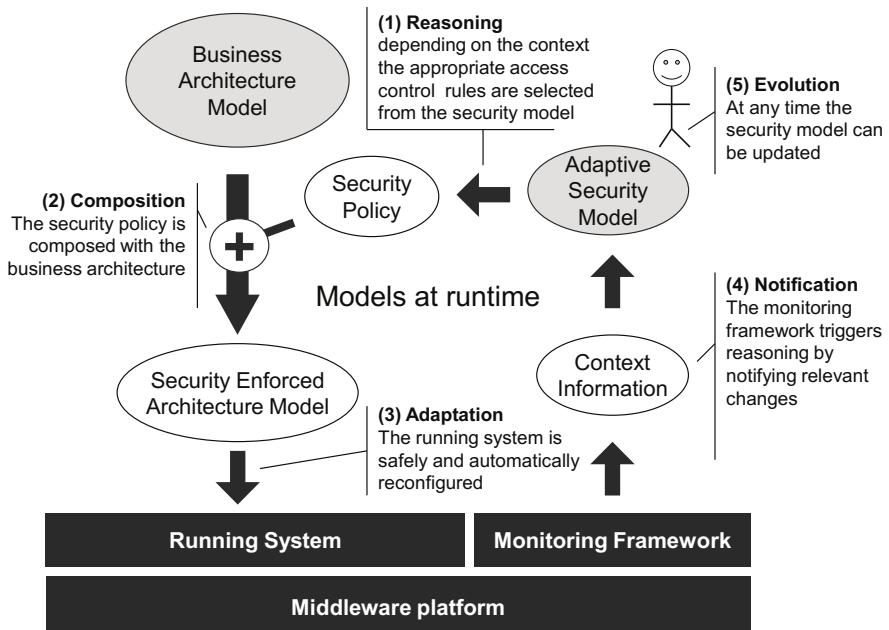 (1) Reasoning
depending on the context
the appropriate access
control rules are selected
from the security model
Business
Architecture
Model
(5) Evolution
At any time the
security model can
be updated
Adaptive
Security
Model
Security
Policy
(2) Composition
The security policy is
composed with the
business architecture
+
Models at runtime
(4) Notification
The monitoring
framework triggers
reasoning by
notifying relevant
changes
Context
Information
Security Enforced
Architecture Model
(3) Adaptation
The running system is
safely and automatically
reconfigured
Running System
Monitoring Framework
Middleware platform